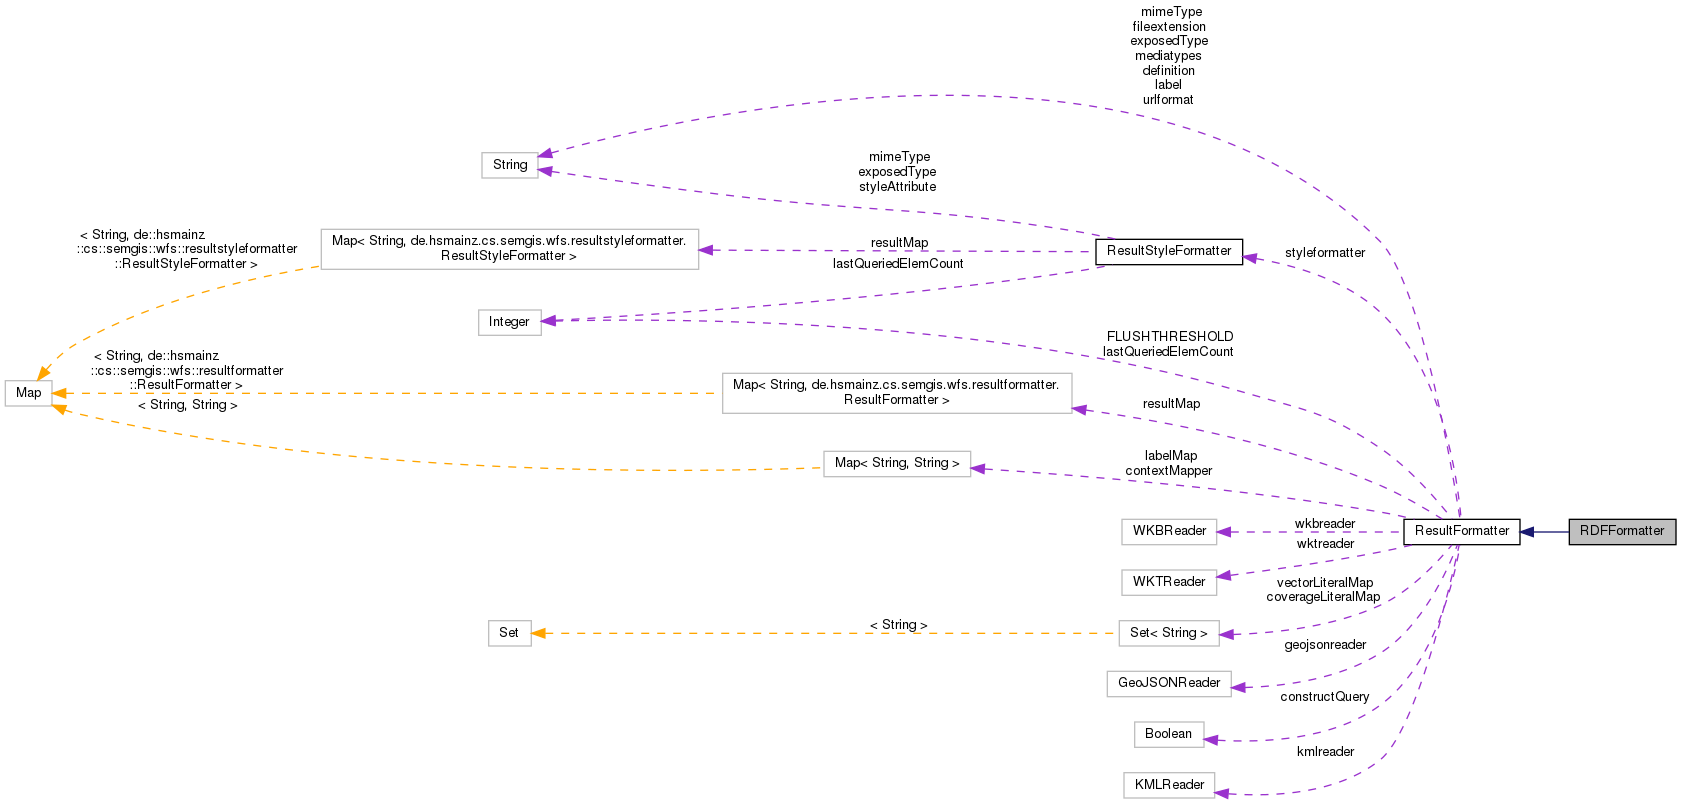 mimeType
fileextension
exposedType
mediatypes
definition
label
urlformat
String
mimeType
exposedType
styleAttribute
< String, de::hsmainz
::cs::semgis::wfs::resultstyleformatter
::ResultStyleFormatter >
Map< String, de.hsmainz.cs.semgis.wfs.resultstyleformatter.
ResultStyleFormatter >
resultMap
ResultStyleFormatter
styleformatter
lastQueriedElemCount
Integer
FLUSHTHRESHOLD
lastQueriedElemCount
< String, de::hsmainz
::cs::semgis::wfs::resultformatter
::ResultFormatter >
Map
Map< String, de.hsmainz.cs.semgis.wfs.resultformatter.
ResultFormatter >
resultMap
< String, String >
Map< String, String >
labelMap
contextMapper
WKBReader
wkbreader
ResultFormatter
RDFFormatter
wktreader
WKTReader
vectorLiteralMap
coverageLiteralMap
Set
< String >
Set< String >
geojsonreader
GeoJSONReader
constructQuery
Boolean
kmlreader
KMLReader